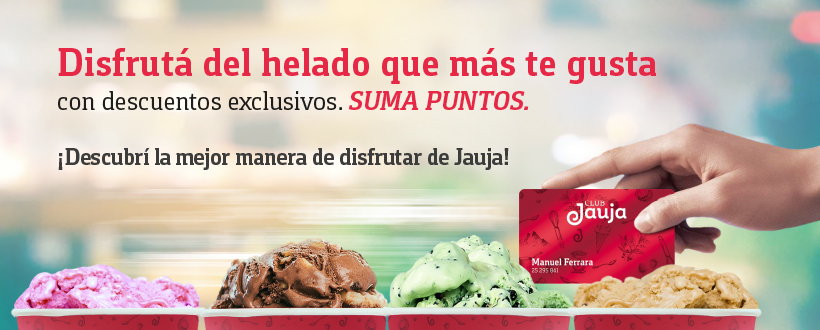 Disfrutá del helado que más te gusta
con descuentos exclusivos. SUMA PUNTOS.
¡Descubrí la mejor manera de disfrutar de Jauja!
CLUB
Jauja
Manuel Ferrara
25 295 041